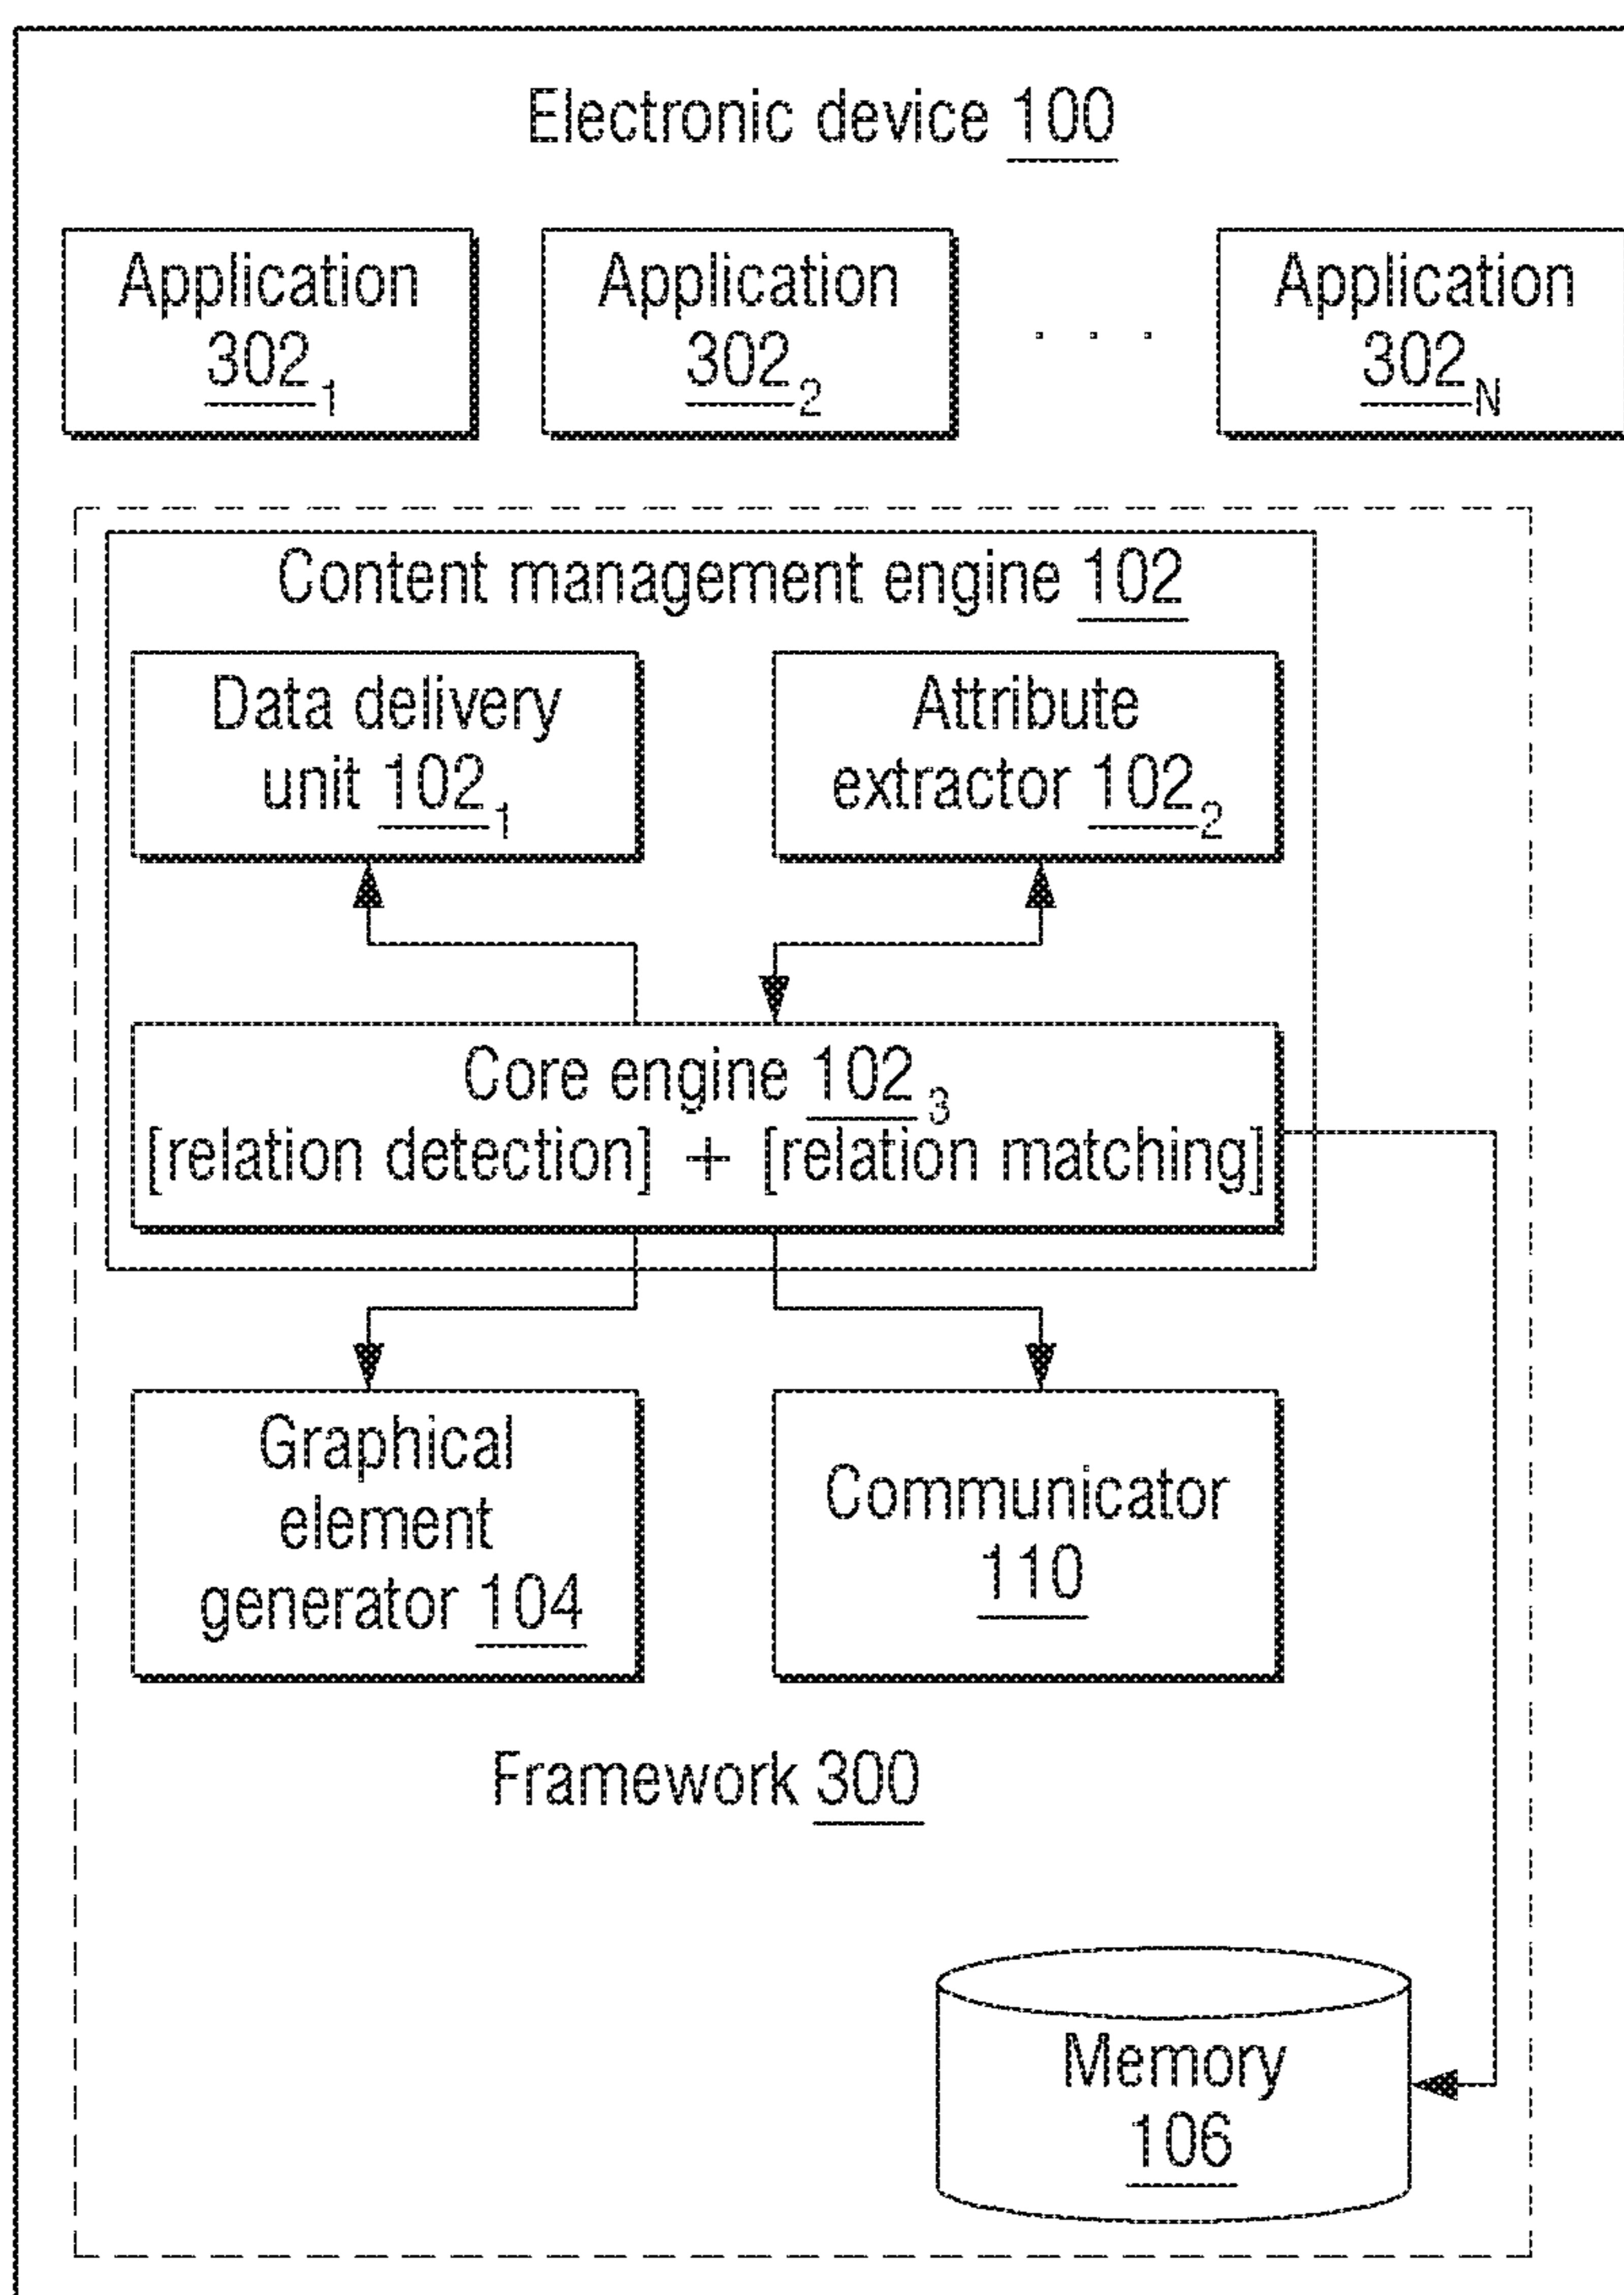 Electronic device 100
Application
302₁
Application
302₂
. . .
Application
302N
Content management engine 102
Data delivery
unit 102₁
Attribute
extractor 102₂
Core engine 102₃
[relation detection] + [relation matching]
Graphical
element
generator 104
Communicator
110
Framework 300
Memory
106